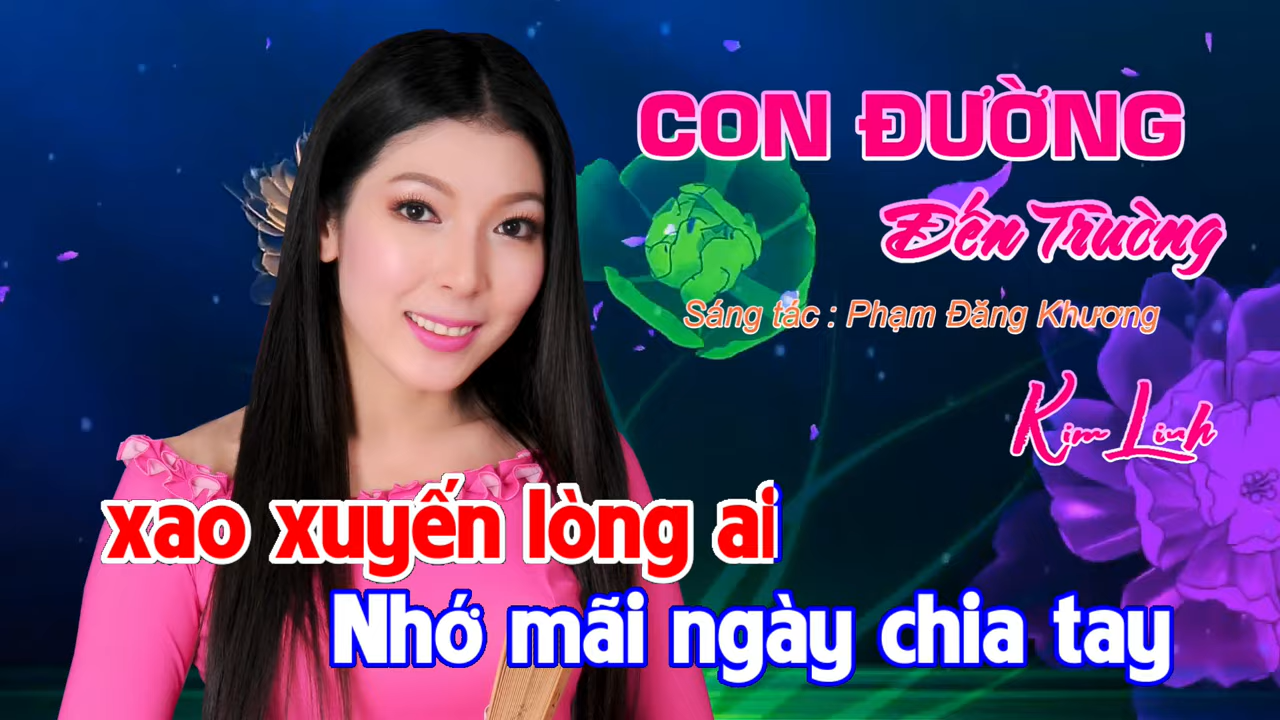 CON ĐƯỜNG
Đến Trường
Sáng tác : Phạm Đăng Khương
Kim Linh
xao xuyến lòng ai
Nhớ mãi ngày chia tay